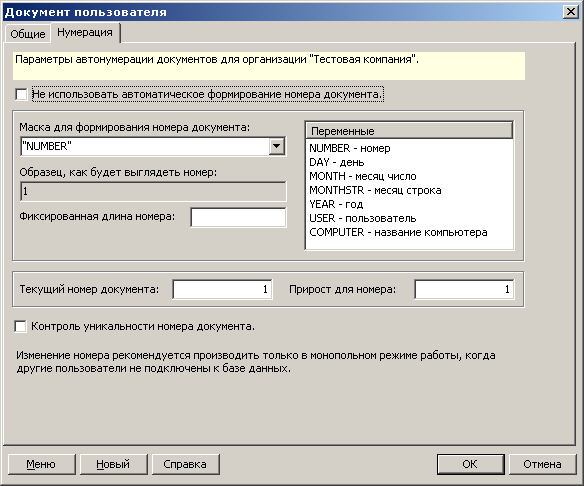 Документ пользователя
Общие
Нумерация
Параметры автонумерации документов для организации "Тестовая компания".
Не использовать автоматическое формирование номера документа.
Маска для формирования номера документа:
"NUMBER"
Образец, как будет выглядеть номер:
1
Фиксированная длина номера:
Переменные
NUMBER - номер
DAY - день
MONTH - месяц число
MONTHSTR - месяц строка
YEAR - год
USER - пользователь
COMPUTER - название компьютера
Текущий номер документа: 1 Прирост для номера: 1
Контроль уникальности номера документа.
Изменение номера рекомендуется производить только в монопольном режиме работы, когда
другие пользователи не подключены к базе данных.
Меню Новый Справка OK Отмена